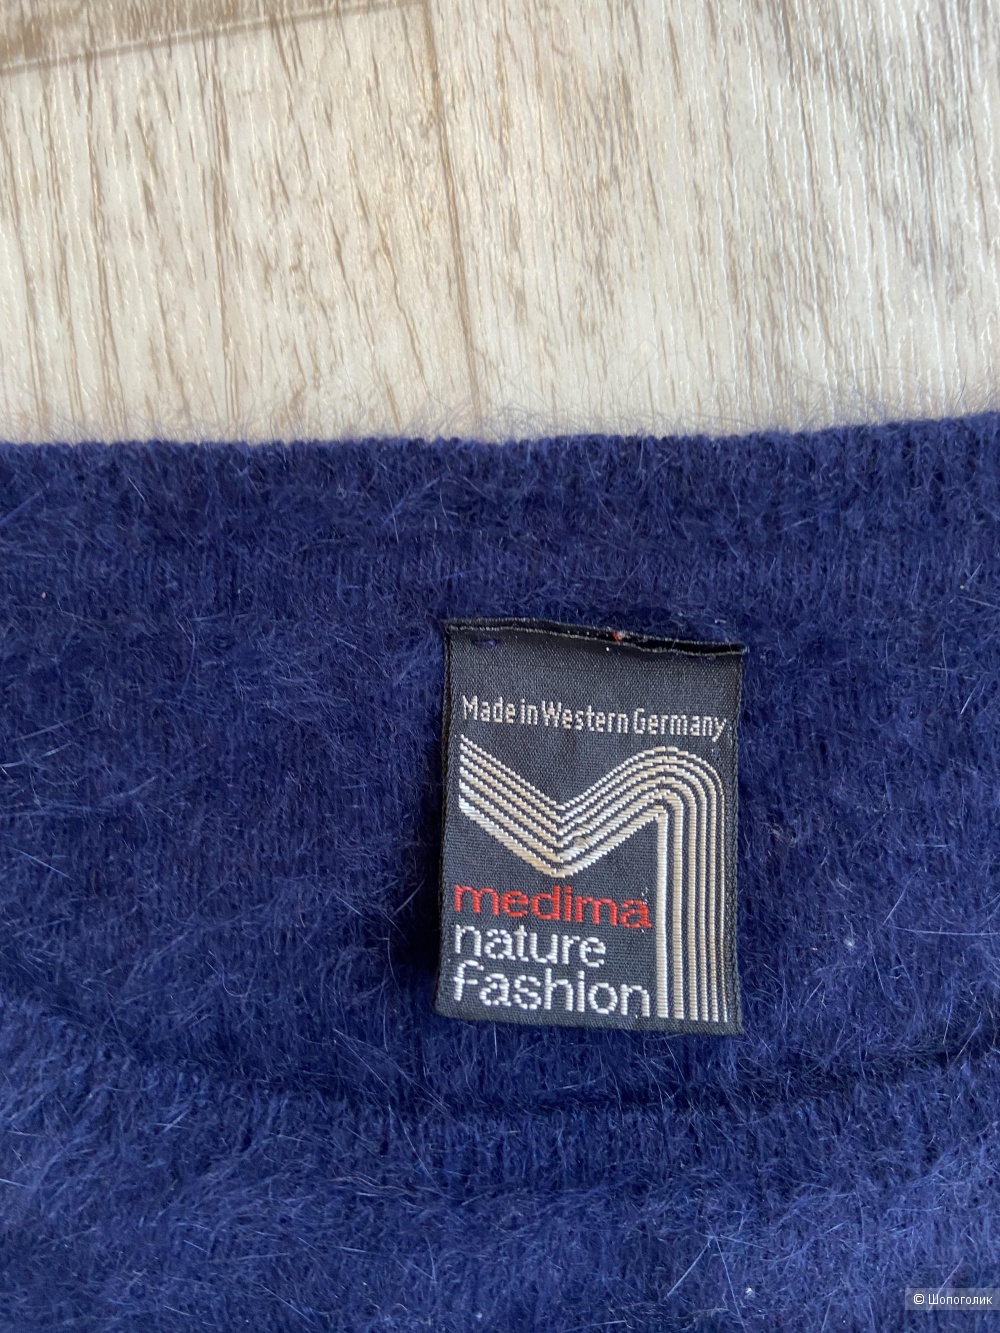 Made in Western Germany
medima
nature
fashion
© Шопоголик